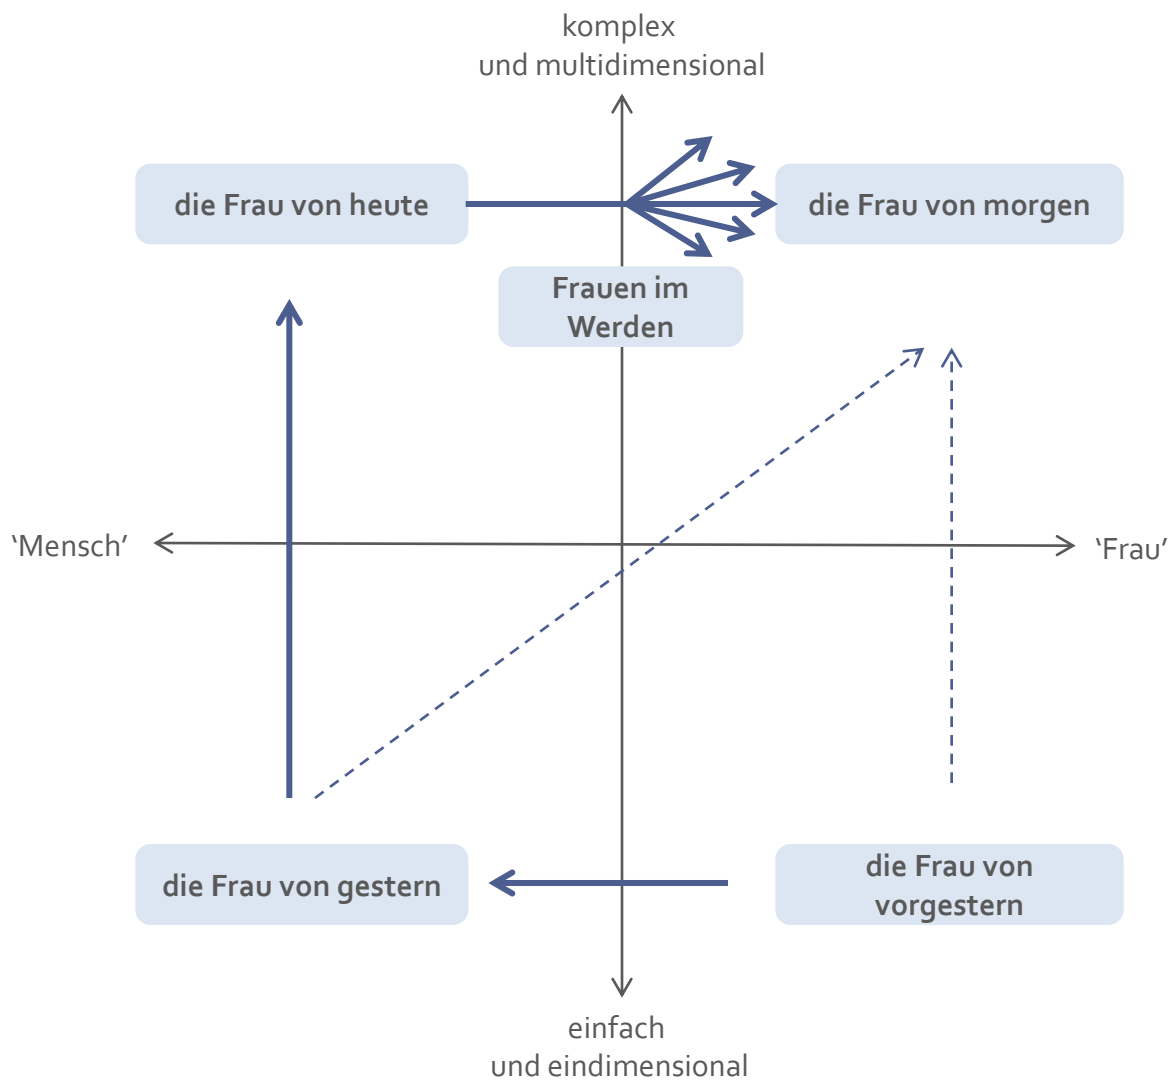 komplex
und multidimensional
die Frau von heute
die Frau von morgen
Frauen im
Werden
‘Mensch’
‘Frau’
die Frau von gestern
die Frau von
vorgestern
einfach
und eindimensional